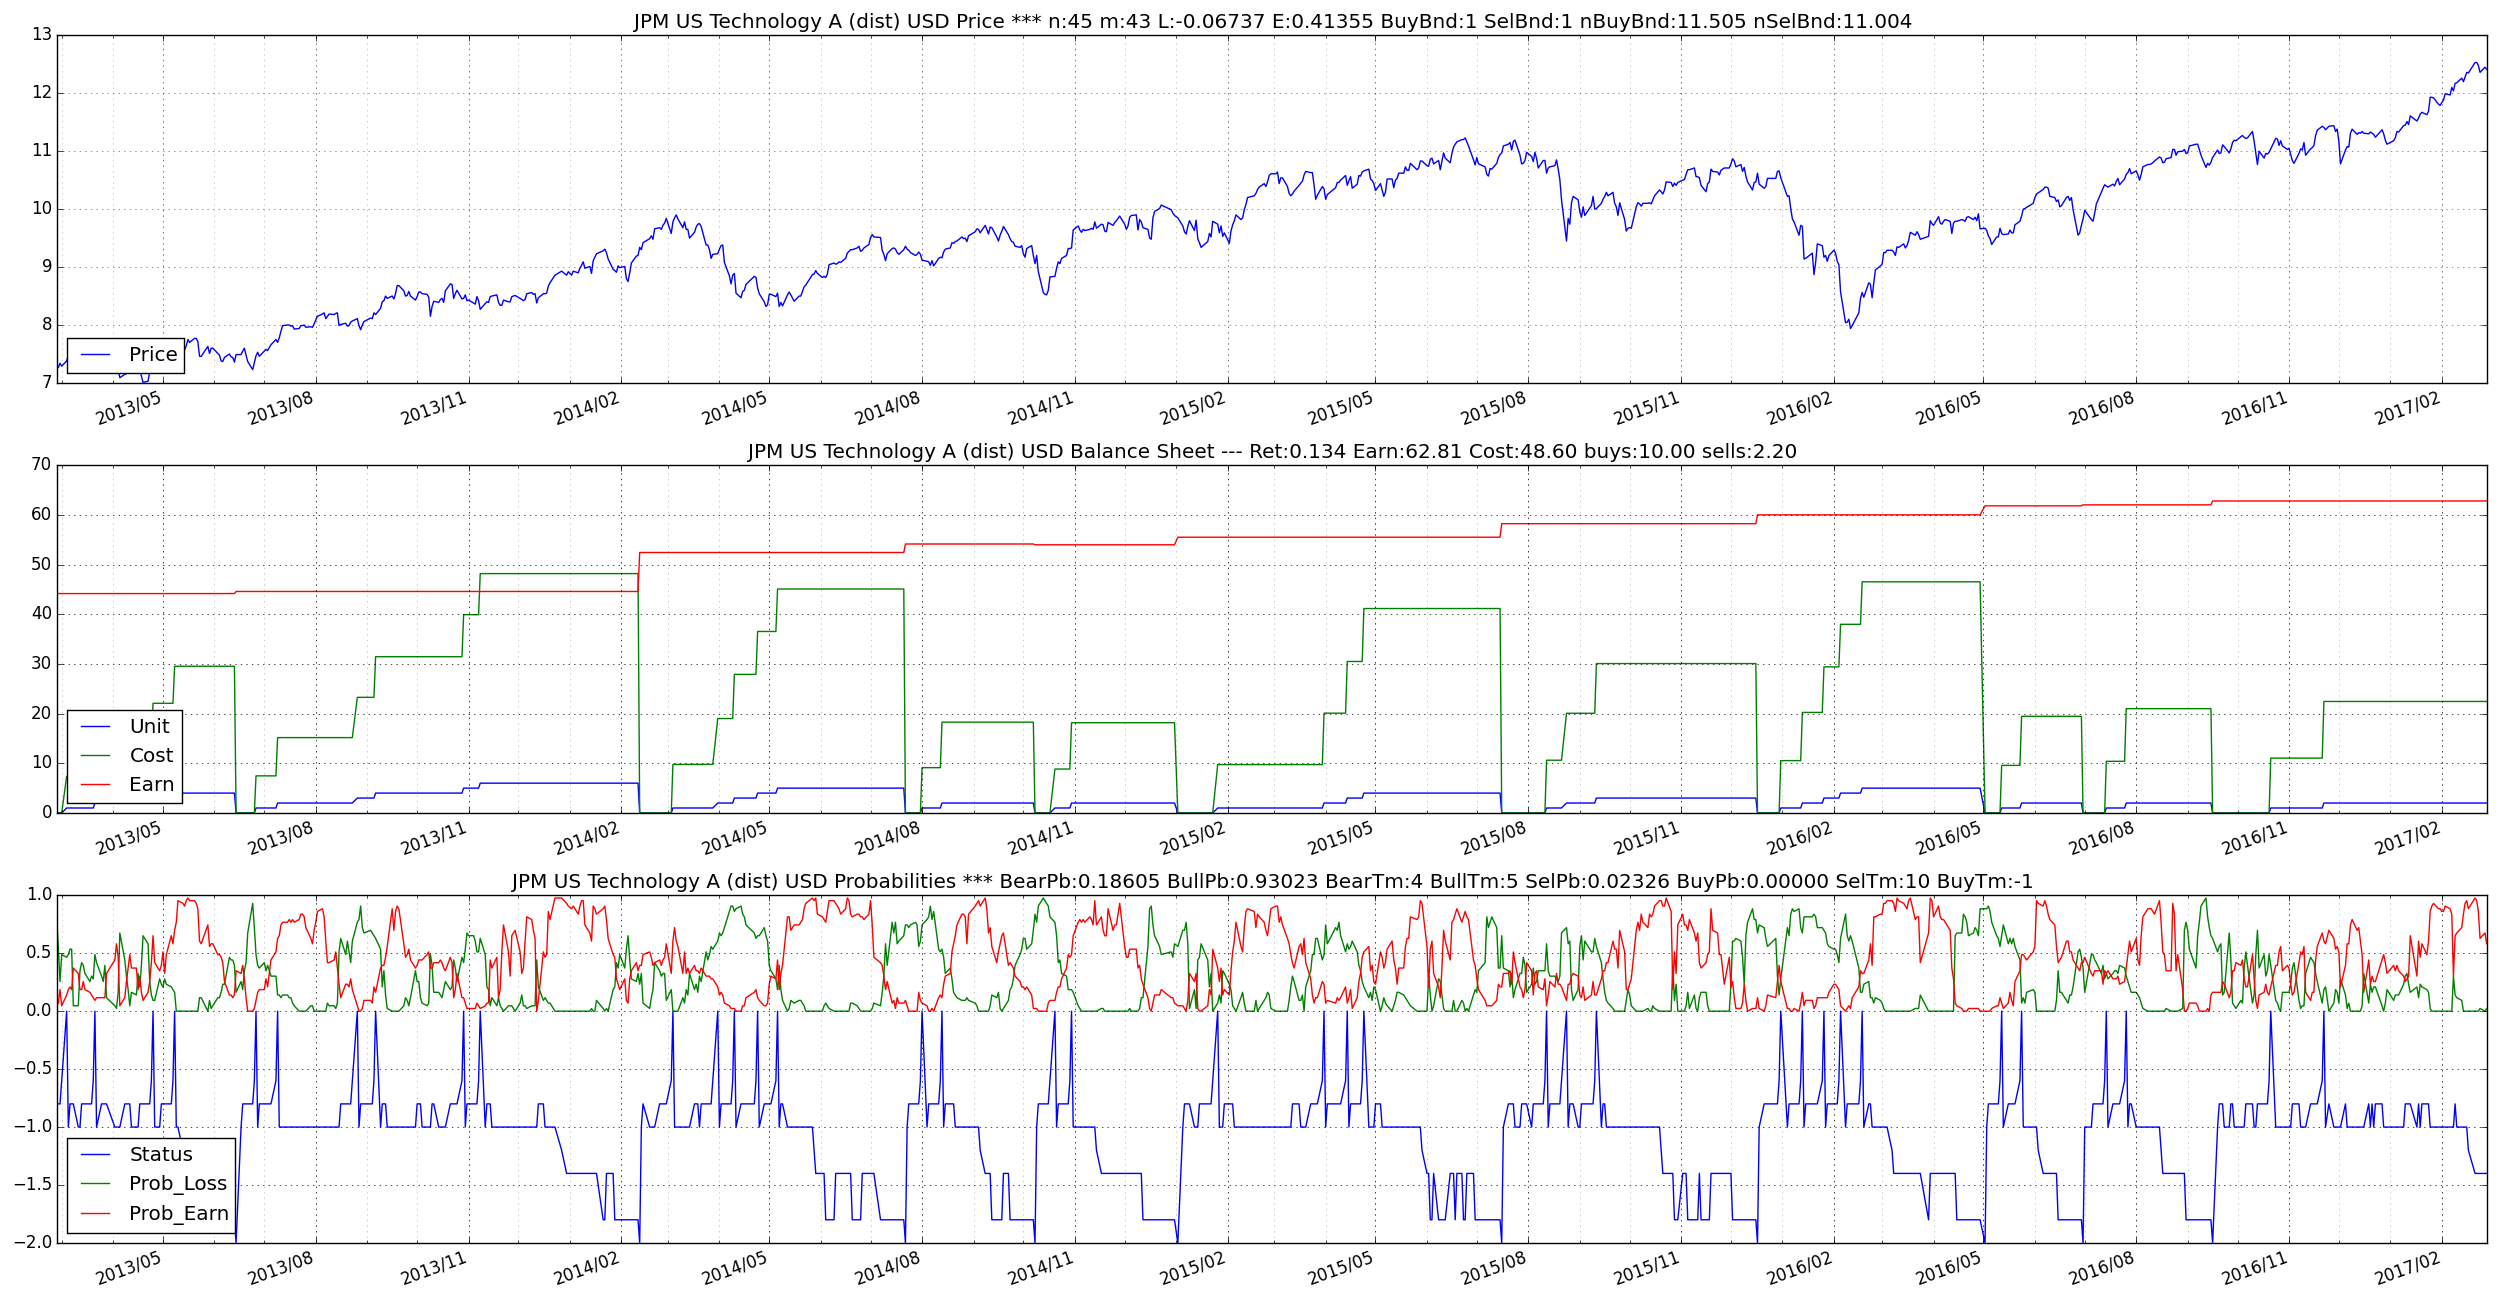 JPM US Technology A (dist) USD Price *** n:45 m:43 L:-0.06737 E:0.41355 BuyBnd:1 SelBnd:1 nBuyBnd:11.505 nSelBnd:11.004
13
12
11
10
9
8
7
Price
2013/05 2013/08 2013/11 2014/02 2014/05 2014/08 2014/11 2015/02 2015/05 2015/08 2015/11 2016/02 2016/05 2016/08 2016/11 2017/02
JPM US Technology A (dist) USD Balance Sheet --- Ret:0.134 Earn:62.81 Cost:48.60 buys:10.00 sells:2.20
70
60
50
40
30
20
10
0
Unit
Cost
Earn
2013/05 2013/08 2013/11 2014/02 2014/05 2014/08 2014/11 2015/02 2015/05 2015/08 2015/11 2016/02 2016/05 2016/08 2016/11 2017/02
JPM US Technology A (dist) USD Probabilities *** BearPb:0.18605 BullPb:0.93023 BearTm:4 BullTm:5 SelPb:0.02326 BuyPb:0.00000 SelTm:10 BuyTm:-1
1.0
0.5
0.0
−0.5
−1.0
−1.5
−2.0
Status
Prob_Loss
Prob_Earn
2013/05 2013/08 2013/11 2014/02 2014/05 2014/08 2014/11 2015/02 2015/05 2015/08 2015/11 2016/02 2016/05 2016/08 2016/11 2017/02